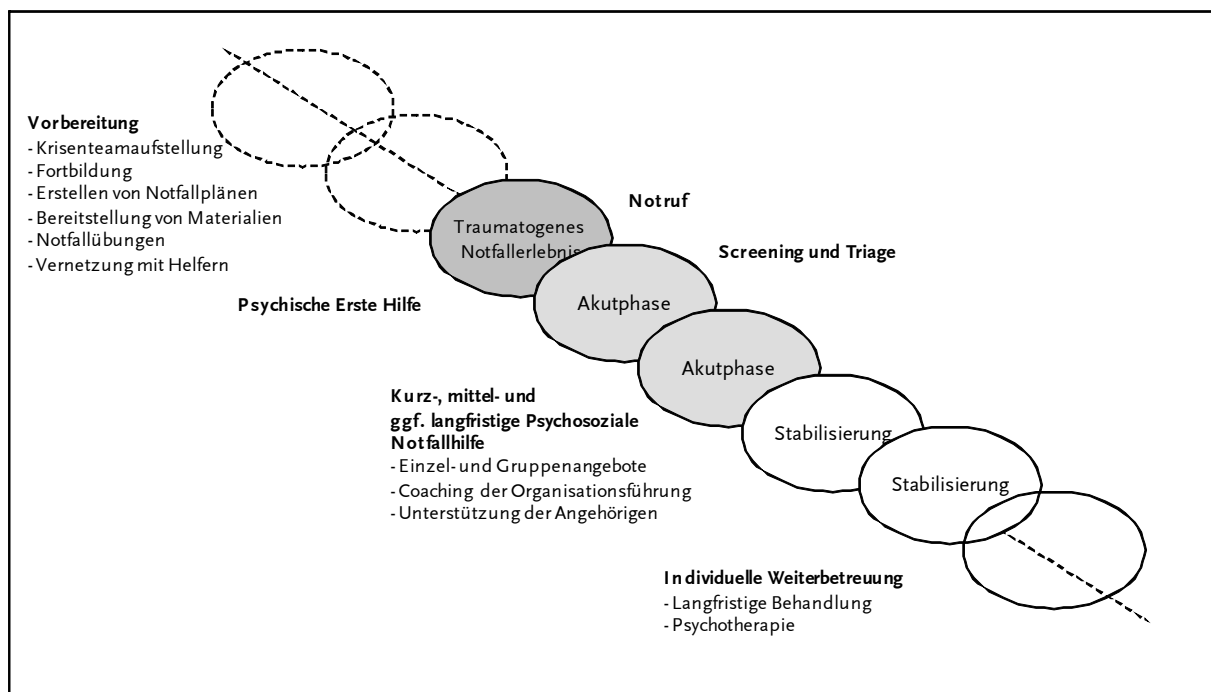 Vorbereitung
- Krisenteamaufstellung
- Fortbildung
- Erstellen von Notfallplänen
- Bereitstellung von Materialien
- Notfallübungen
- Vernetzung mit Helfern
Notruf
Traumatogenes
Notfallerlebnis
Screening und Triage
Psychische Erste Hilfe
Akutphase
Akutphase
Kurz-, mittel- und
ggf. langfristige Psychosoziale
Notfallhilfe
- Einzel- und Gruppenangebote
- Coaching der Organisationsführung
- Unterstützung der Angehörigen
Stabilisierung
Stabilisierung
Individuelle Weiterbetreuung
- Langfristige Behandlung
- Psychotherapie